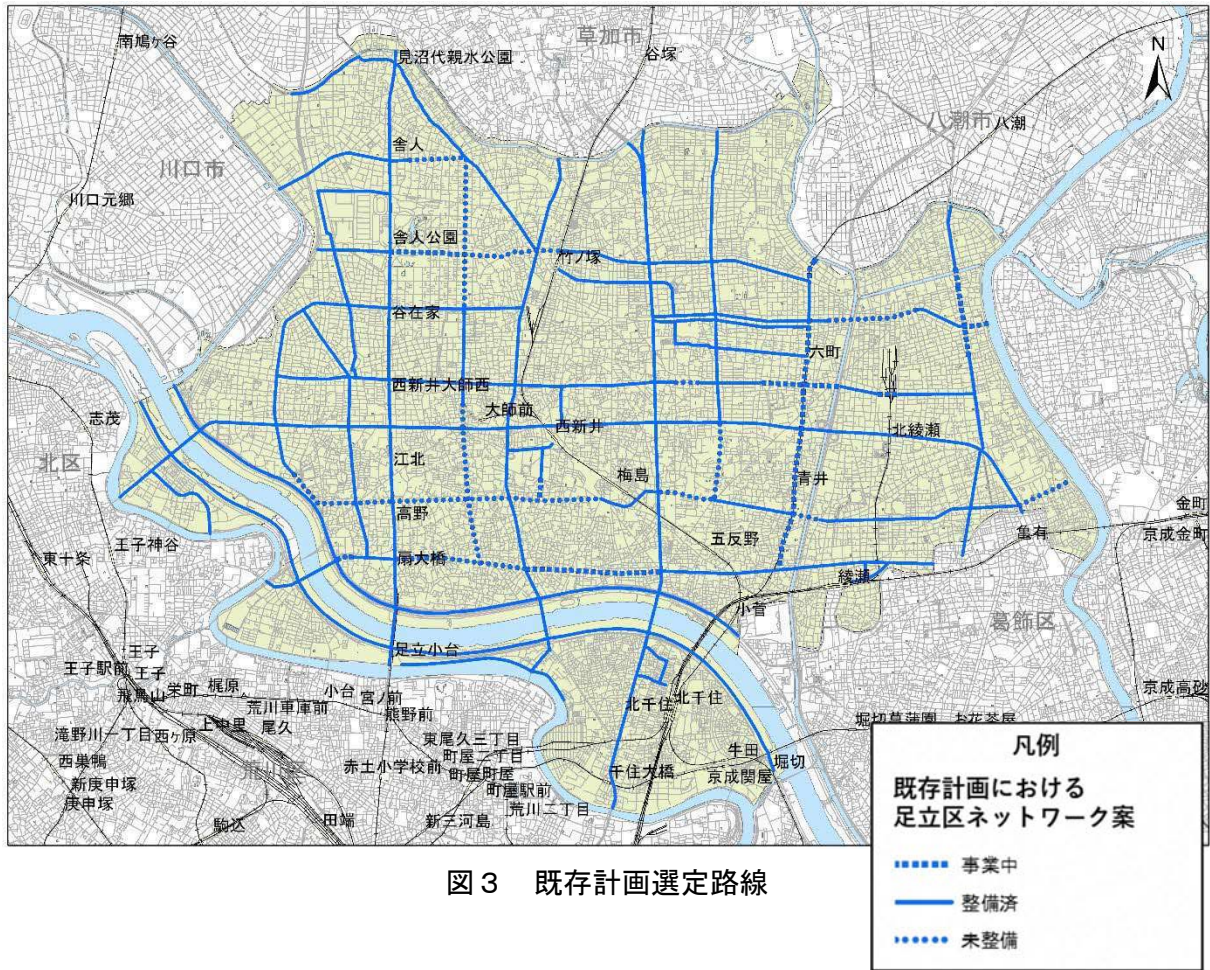 草加市
南鳩ヶ谷
見沼代親水公園
谷塚
N
八潮市
八潮
舎人
川口市
川口元郷
舎人公園
竹ノ塚
谷在家
六町
西新井大師西
大師前
志茂
西新井
北綾瀬
北区
江北
梅島
青井
高野
金町
五反野
亀有
京成金町
東十条
王子神谷
扇大橋
綾瀬
小菅
葛飾区
足立小台
王子
王子駅前
王子
京成高砂
飛鳥山
栄町
梶原
小台
宮ノ前
北千住
北千住
荒川車庫前
熊野前
堀切菖蒲園
お花茶屋
上中里
尾久
滝野川一丁目
西ヶ原
東尾久三丁目
牛田
堀切
町屋二丁目
西巣鴨
荒川区
赤土小学校前
町屋
町屋
千住大橋
京成関屋
新庚申塚
町屋駅前
庚申塚
荒川二丁目
駒込
田端
新三河島
凡例
既存計画における
足立区ネットワーク案
事業中
整備済
未整備
図3 既存計画選定路線